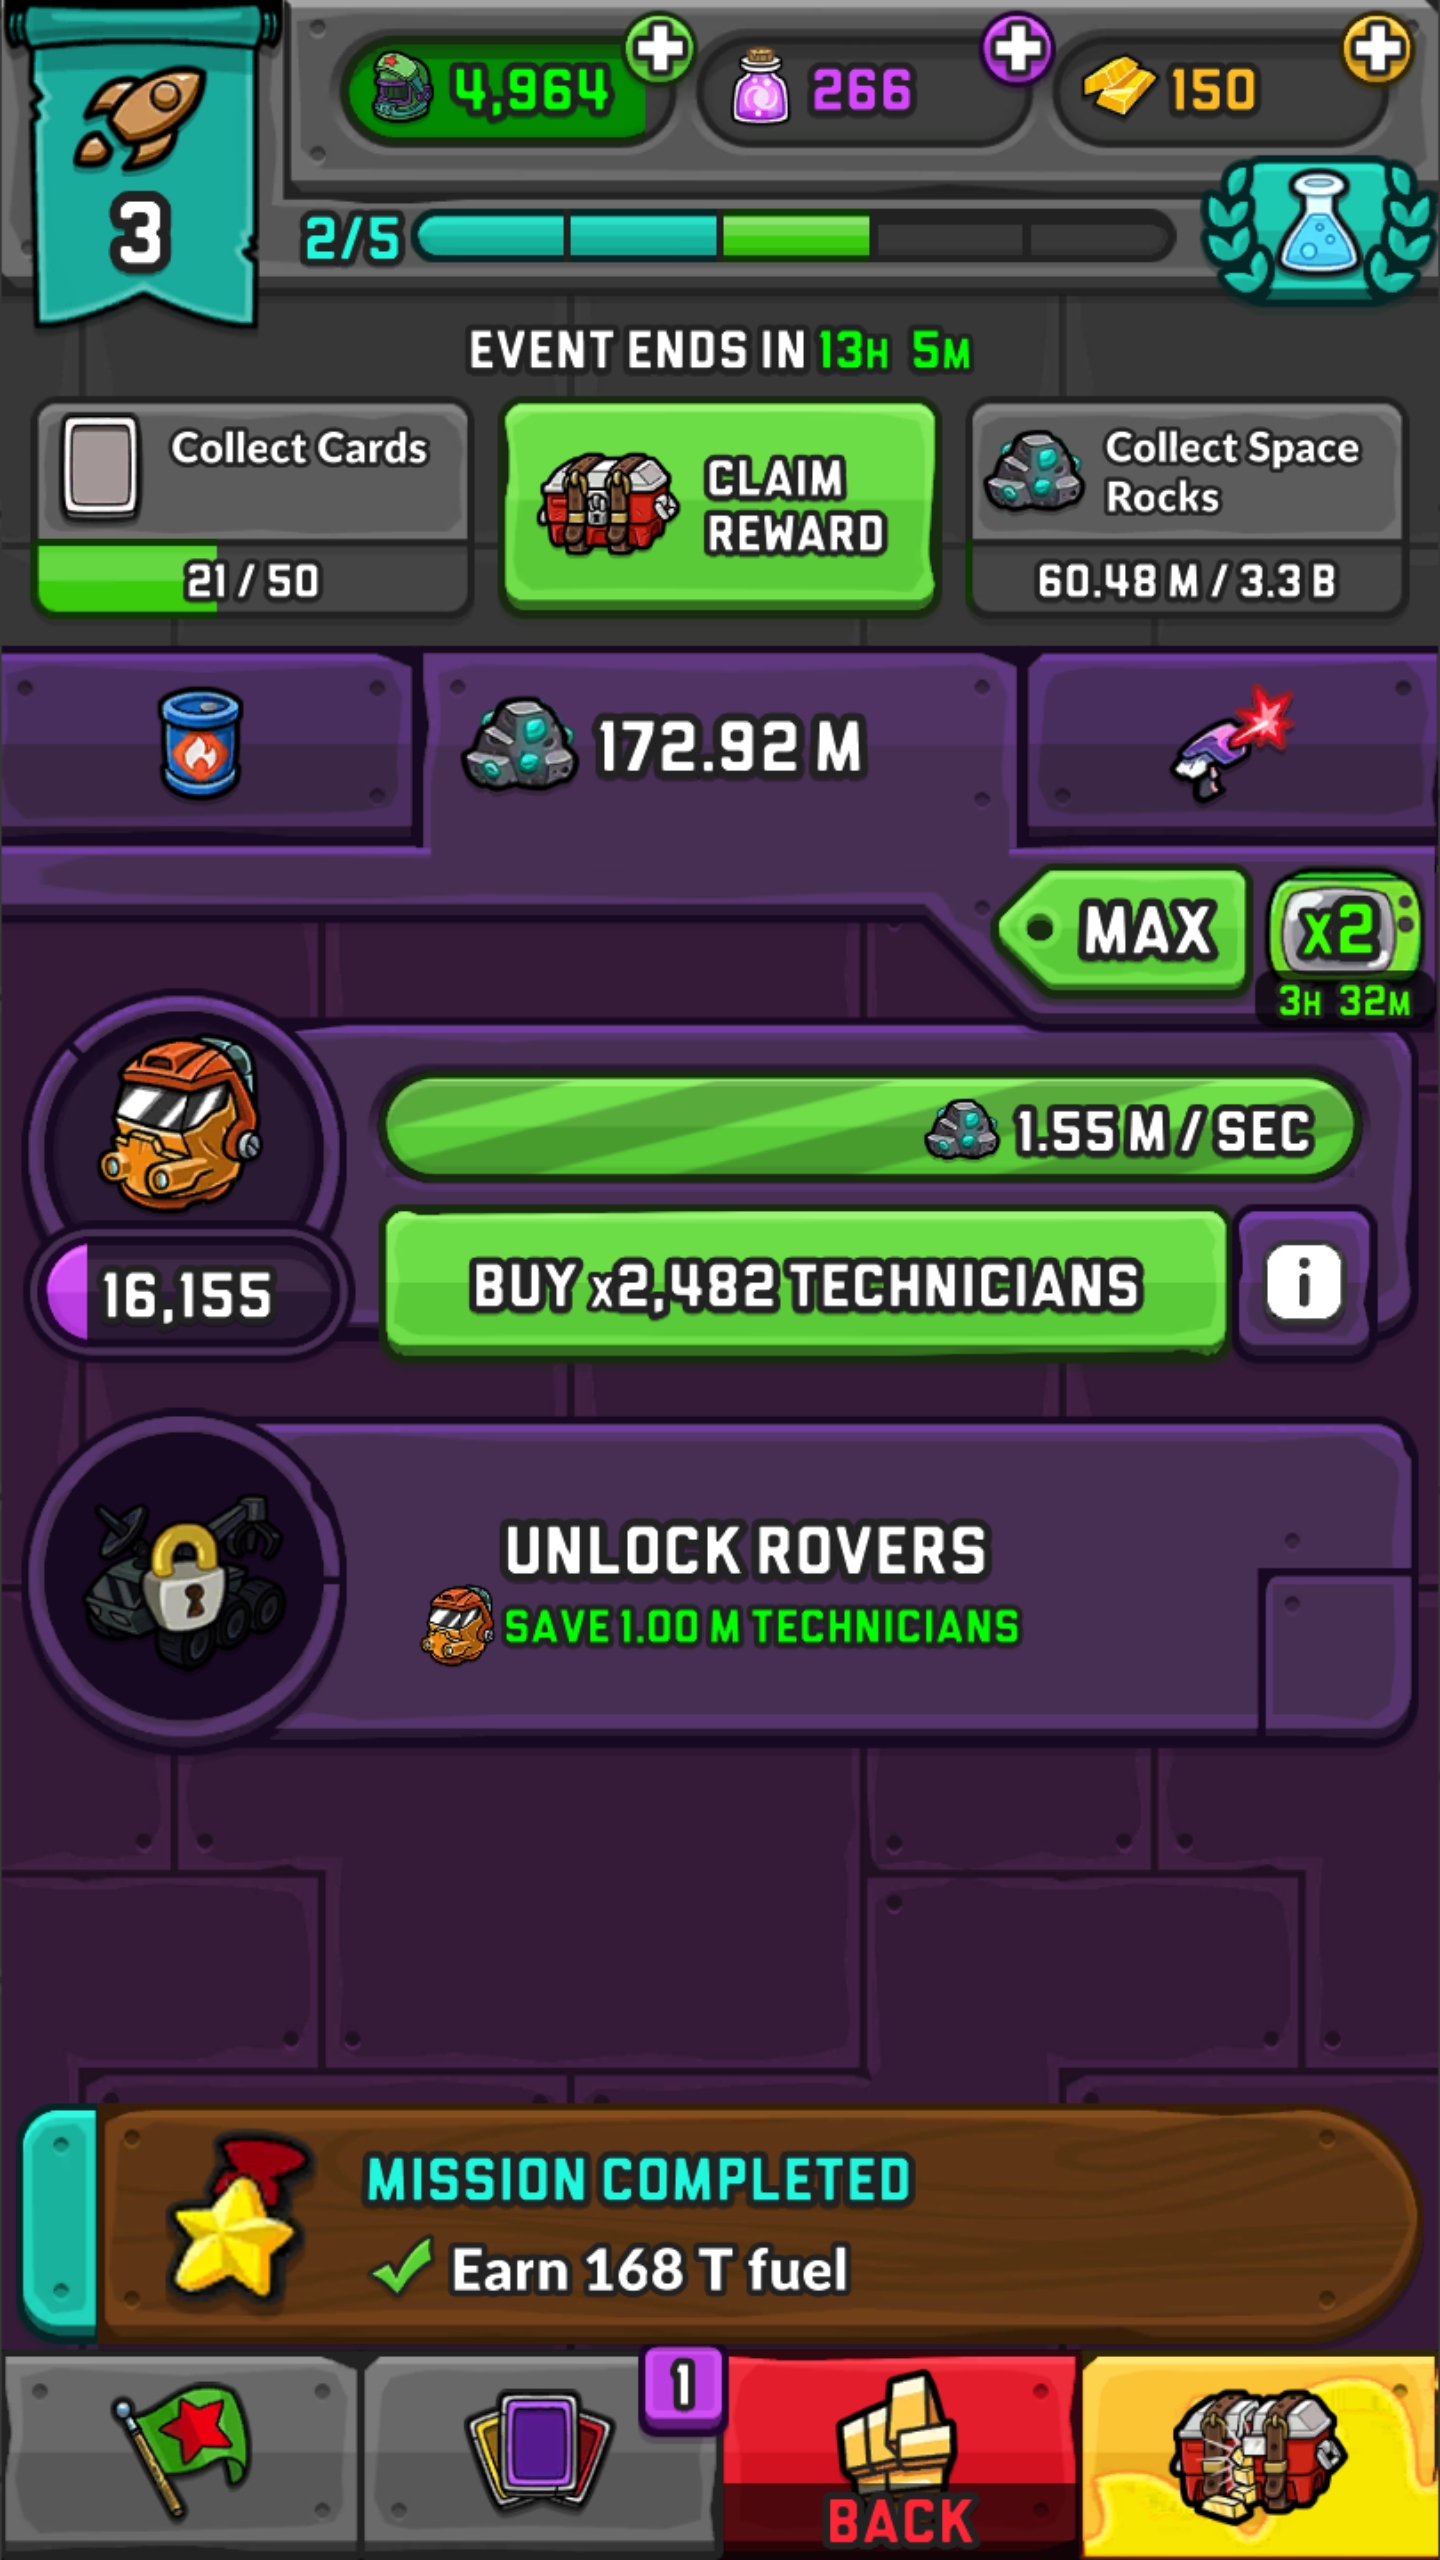 4,964
266
150
3
2/5
EVENT ENDS IN 13H 5M
Collect Cards
21 / 50
CLAIM
REWARD
Collect Space
Rocks
60.48 M / 3.3 B
172.92 M
MAX
x2
3H 32M
1.55 M / SEC
16,155
BUY x2,482 TECHNICIANS
i
UNLOCK ROVERS
SAVE 1.00 M TECHNICIANS
MISSION COMPLETED
Earn 168 T fuel
1
BACK